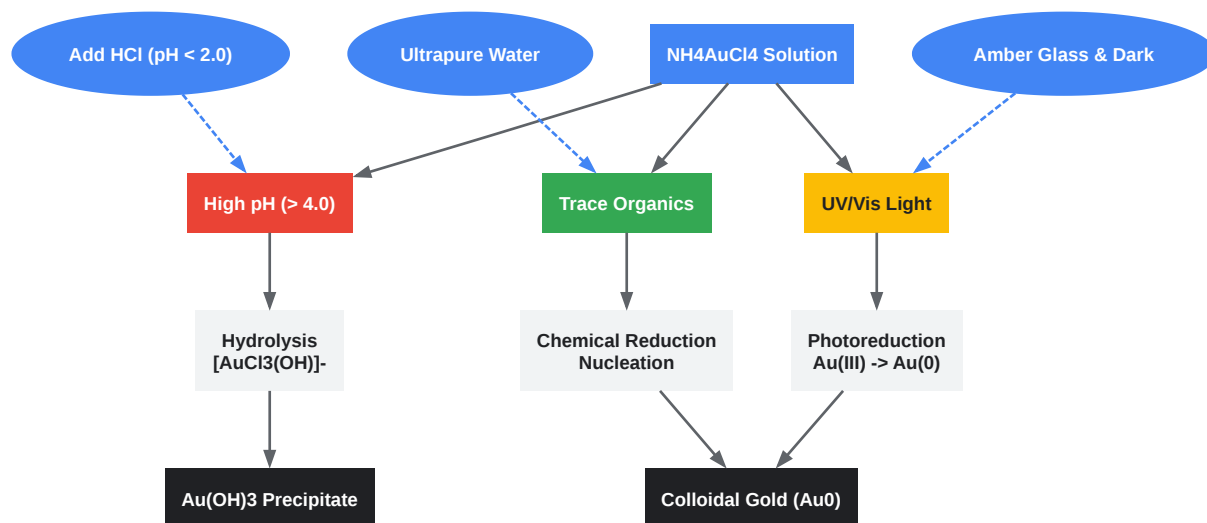 Add HCl (pH < 2.0)
Ultrapure Water
NH4AuCl4 Solution
Amber Glass & Dark
High pH (> 4.0)
Trace Organics
UV/Vis Light
Hydrolysis
[AuCl3(OH)]-
Chemical Reduction
Nucleation
Photoreduction
Au(III) -> Au(0)
Au(OH)3 Precipitate
Colloidal Gold (Au0)